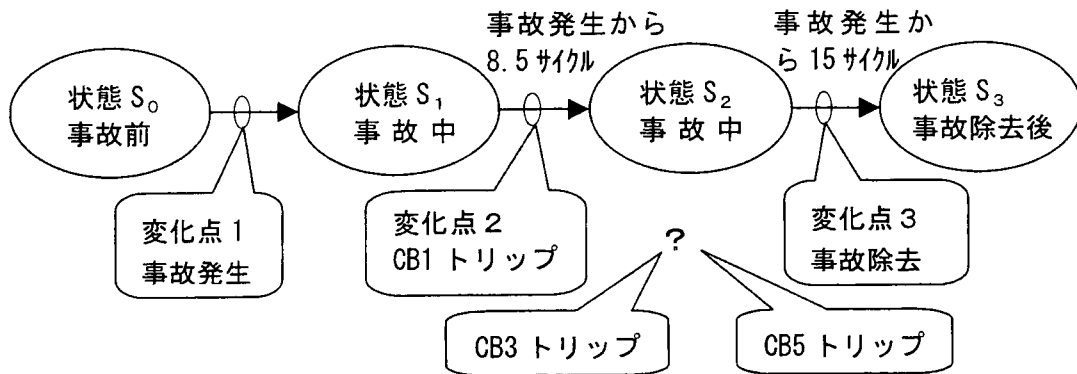 事故発生から
8.5サイクル
事故発生か
ら15サイクル
状態 S₀
事故前
状態 S₁
事 故 中
状態 S₂
事 故 中
状態 S₃
事故除去後
変化点1
事故発生
変化点2
CB1 トリップ
?
変化点3
事故除去
CB3 トリップ
CB5 トリップ